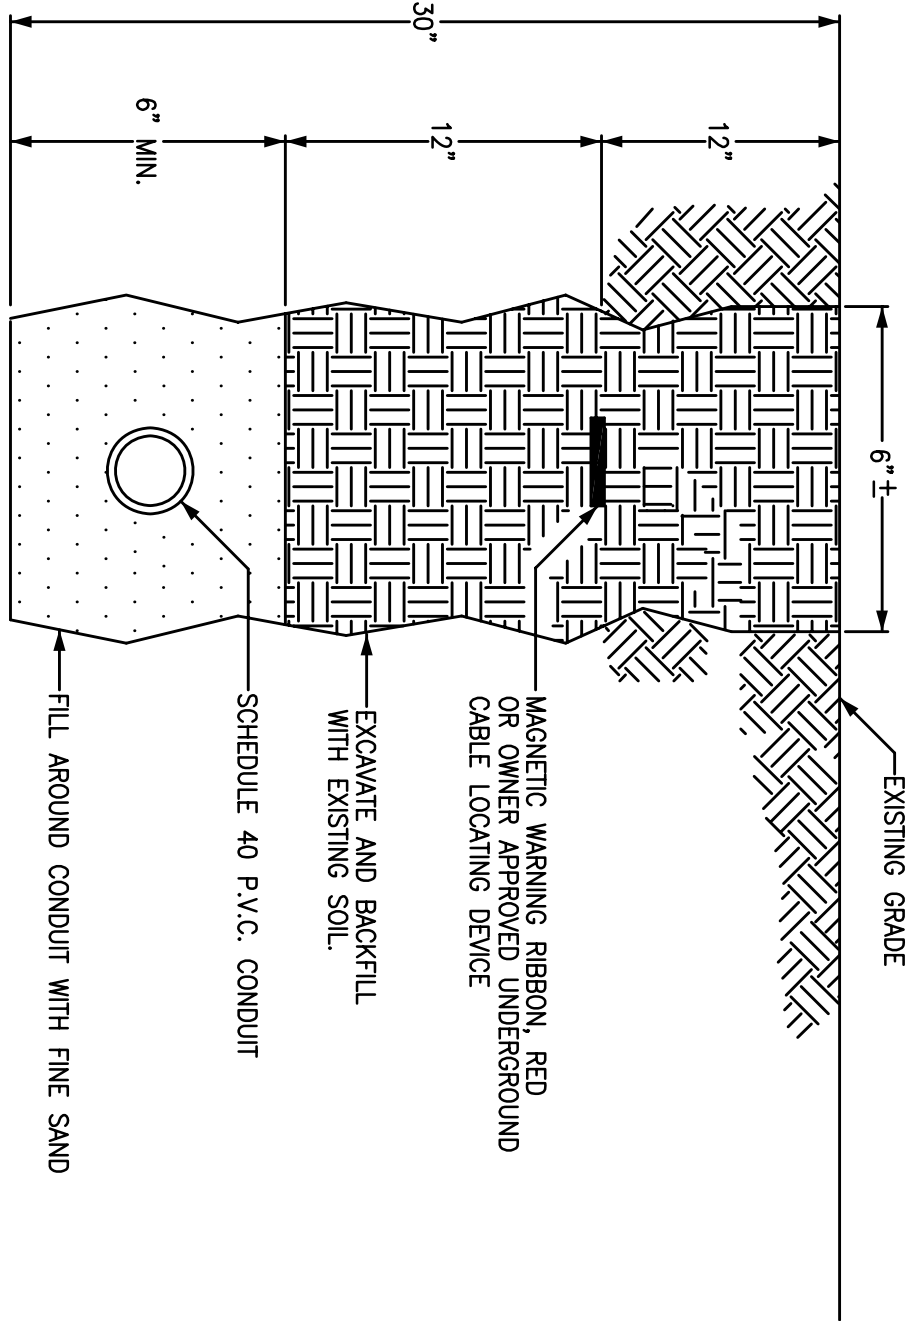 6"±
EXISTING GRADE
12"
30"
12"
6" MIN.
MAGNETIC WARNING RIBBON, RED
OR OWNER APPROVED UNDERGROUND
CABLE LOCATING DEVICE
EXCAVATE AND BACKFILL
WITH EXISTING SOIL.
SCHEDULE 40 P.V.C. CONDUIT
FILL AROUND CONDUIT WITH FINE SAND